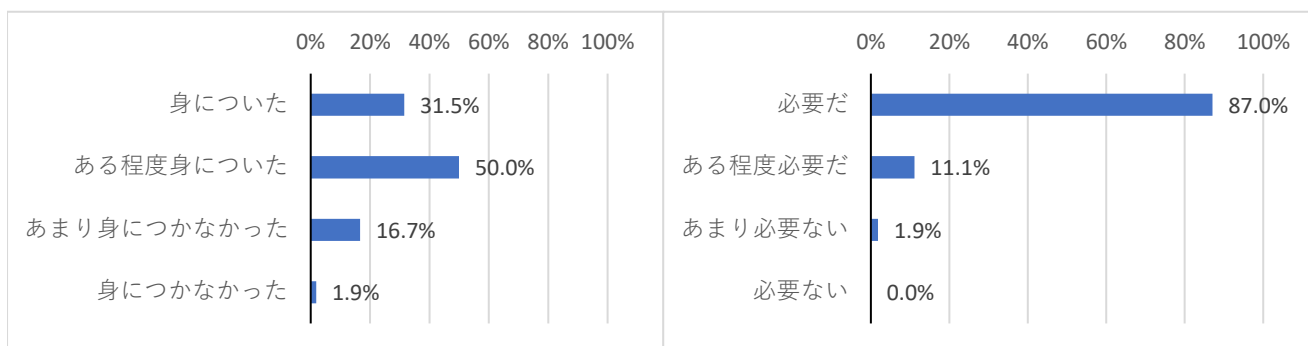 0% 20% 40% 60% 80% 100%
身についた 31.5%
ある程度身についた 50.0%
あまり身につかなかった 16.7%
身につかなかった 1.9%
0% 20% 40% 60% 80% 100%
必要だ 87.0%
ある程度必要だ 11.1%
あまり必要ない 1.9%
必要ない 0.0%